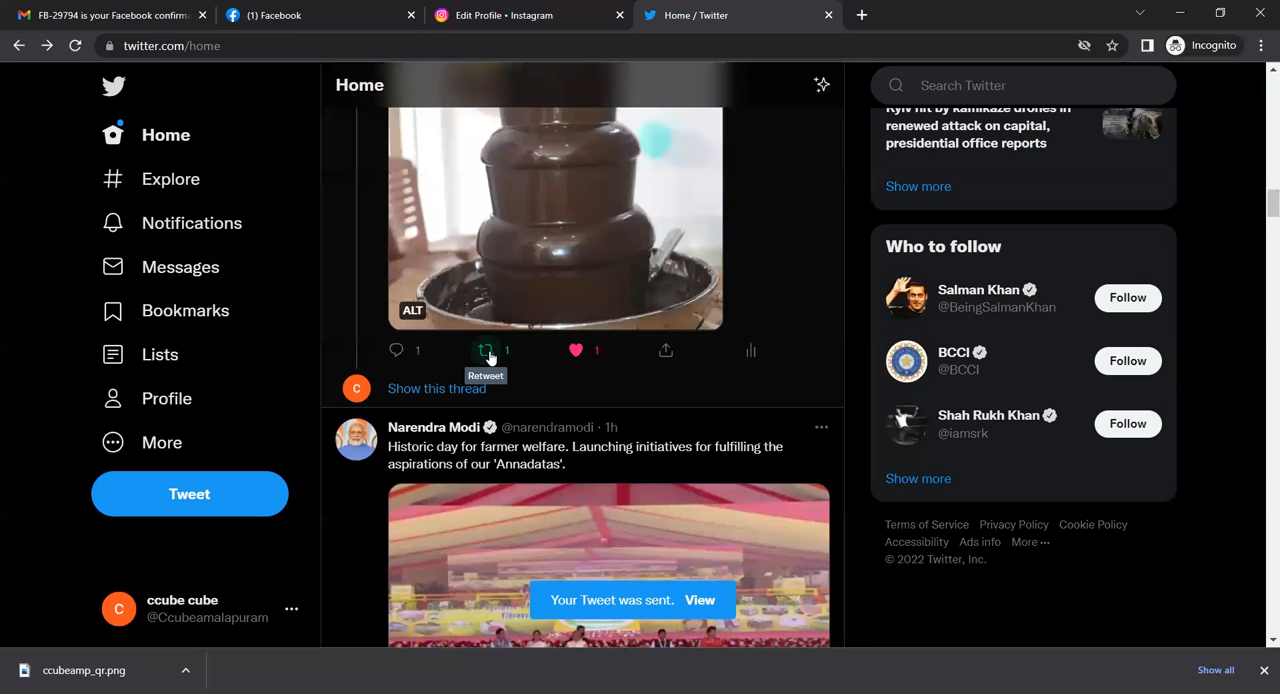 FB-29794 is your Facebook confirma
(1) Facebook
Edit Profile • Instagram
Home / Twitter
twitter.com/home
Incognito
Home
Search Twitter
Home
Explore
Notifications
Messages
Bookmarks
Lists
Profile
More
Tweet
ccube cube
@Ccubeamalapuram
ALT
1
1
1
Retweet
C
Show this thread
Narendra Modi @narendramodi · 1h
Historic day for farmer welfare. Launching initiatives for fulfilling the
aspirations of our 'Annadatas'.
Your Tweet was sent. View
Kyiv hit by kamikaze drones in
renewed attack on capital,
presidential office reports
Show more
Who to follow
Salman Khan
@BeingSalmanKhan
Follow
BCCI
@BCCI
Follow
Shah Rukh Khan
@iamsrk
Follow
Show more
Terms of Service Privacy Policy Cookie Policy
Accessibility Ads info More ···
© 2022 Twitter, Inc.
C
ccubeamp_qr.png
Show all